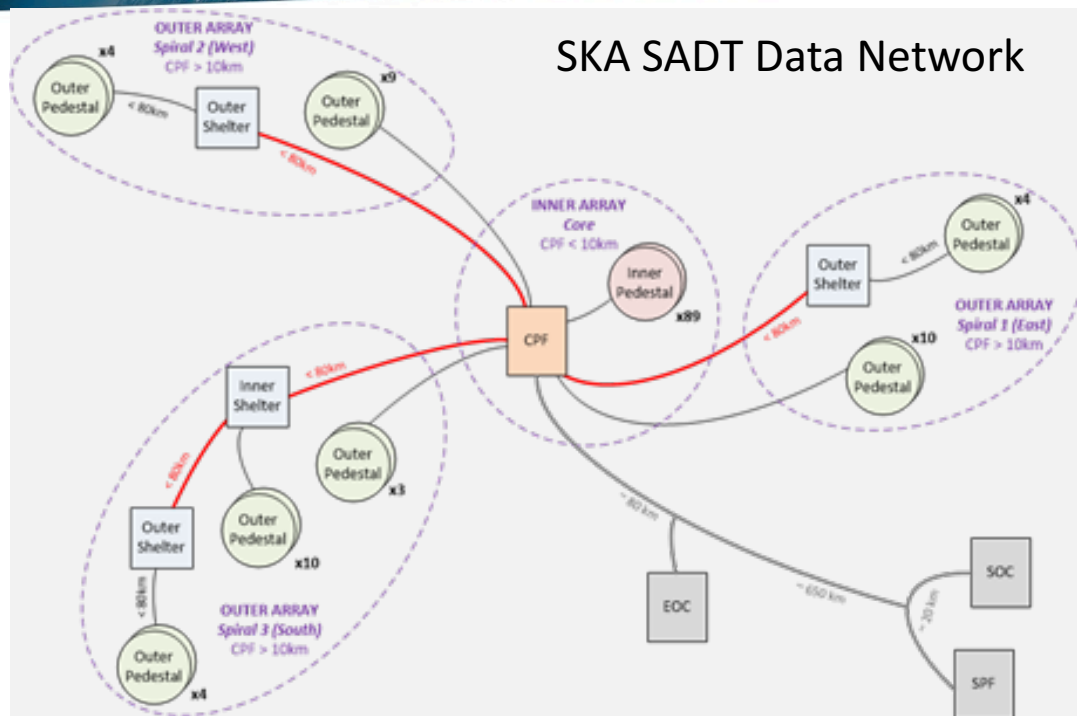 SKA SADT Data Network
OUTER ARRAY
Spiral 2 (West)
CPF > 10km
x4
Outer
Pedestal
< 80km
Outer
Shelter
x9
Outer
Pedestal
< 80km
INNER ARRAY
Core
CPF < 10km
Inner
Pedestal
x89
CPF
x4
Outer
Pedestal
< 80km
Outer
Shelter
< 80km
OUTER ARRAY
Spiral 1 (East)
CPF > 10km
x10
Outer
Pedestal
< 80km
Inner
Shelter
< 80km
Outer
Pedestal
x3
Outer
Shelter
Outer
Pedestal
x10
< 80km
OUTER ARRAY
Spiral 3 (South)
CPF > 10km
Outer
Pedestal
x4
~ 80 km
EOC
~ 650 km
SOC
~ 20 km
SPF